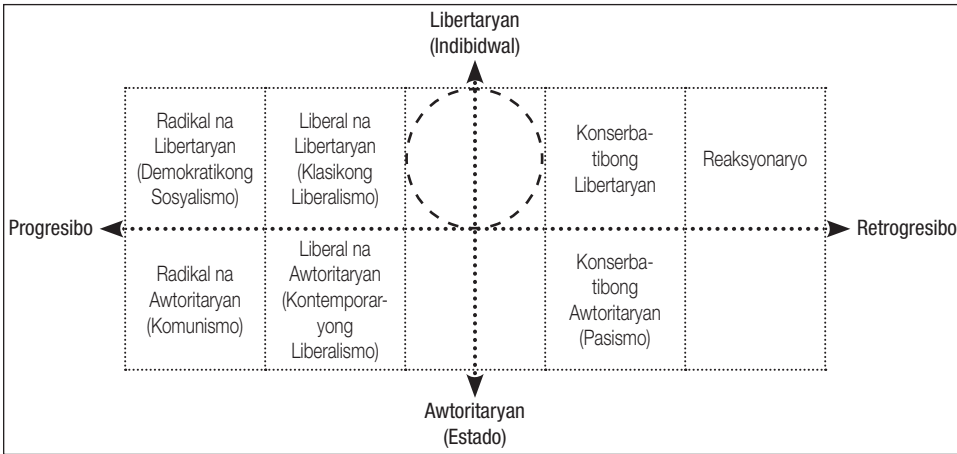 Libertaryan
(Indibidwal)
Radikal na
Libertaryan
(Demokratikong
Sosyalismo)
Liberal na
Libertaryan
(Klasikong
Liberalismo)
Konserba-
tibong
Libertaryan
Reaksyonaryo
Progresibo
Retrogresibo
Radikal na
Awtoritaryan
(Komunismo)
Liberal na
Awtoritaryan
(Kontemporar-
yong
Liberalismo)
Konserba-
tibong
Awtoritaryan
(Pasismo)
Awtoritaryan
(Estado)